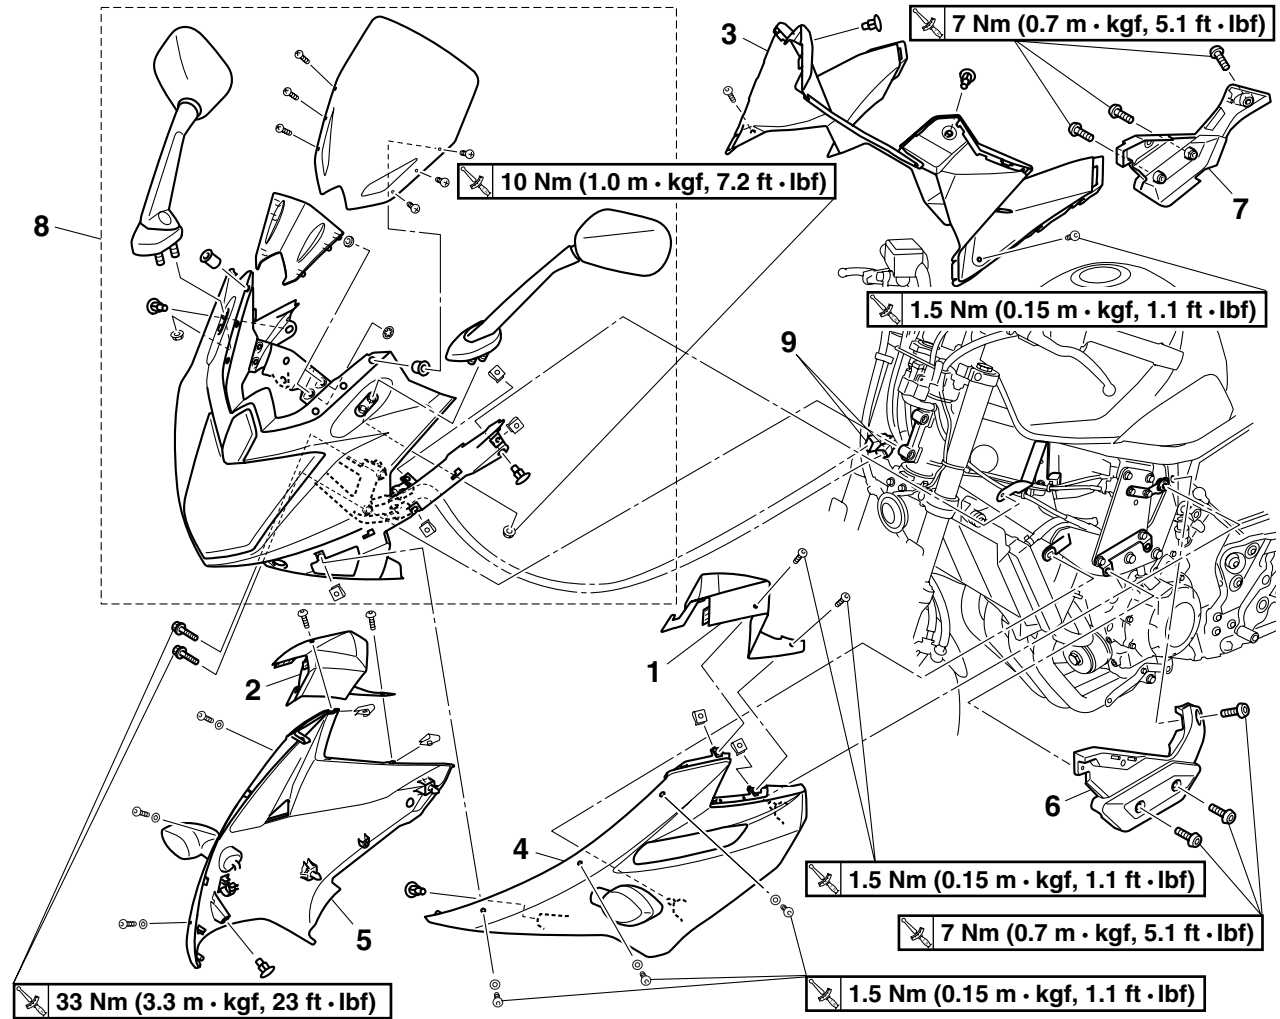 3
7 Nm (0.7 m · kgf, 5.1 ft · lbf)
10 Nm (1.0 m · kgf, 7.2 ft · lbf)
7
8
1.5 Nm (0.15 m · kgf, 1.1 ft · lbf)
9
1
2
6
4
1.5 Nm (0.15 m · kgf, 1.1 ft · lbf)
7 Nm (0.7 m · kgf, 5.1 ft · lbf)
5
33 Nm (3.3 m · kgf, 23 ft · lbf)
1.5 Nm (0.15 m · kgf, 1.1 ft · lbf)